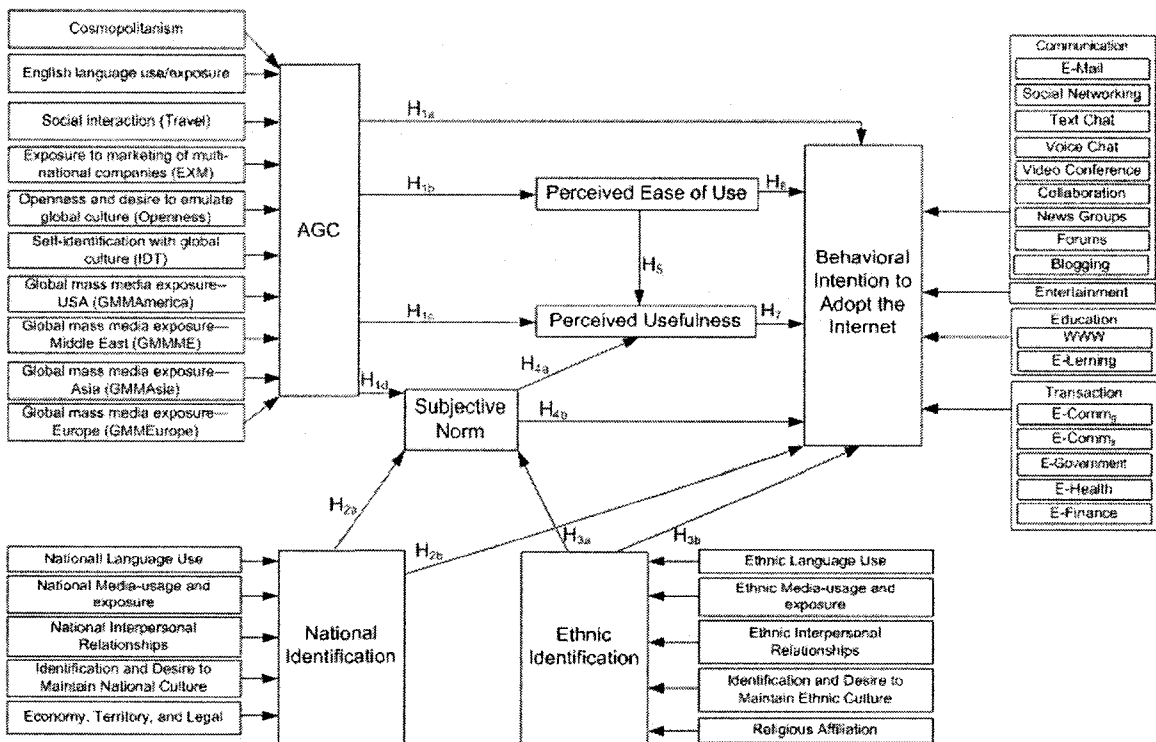 Cosmopolitanism
English language use/exposure
Social interaction (Travel)
Exposure to marketing of multi-
national companies (EXM)
Openness and desire to emulate
global culture (Openness)
Self-identification with global
culture (IDT)
Global mass media exposure—
USA (GMMAmerica)
Global mass media exposure—
Middle East (GMMME)
Global mass media exposure—
Asia (GMMAsia)
Global mass media exposure—
Europe (GMMEurope)
AGC
H1a
H1b
H1c
H1d
Perceived Ease of Use
H6
H5
Perceived Usefulness
H7
H4a
H4b
Subjective
Norm
Behavioral
Intention to
Adopt the
Internet
Communication
E-Mail
Social Networking
Text Chat
Voice Chat
Video Conference
Collaboration
News Groups
Forums
Blogging
Entertainment
Education
WWW
E-Lerning
Transaction
E-Commg
E-Comms
E-Government
E-Health
E-Finance
H2a
H2b
H3a
H3b
Nationall Language Use
National Media-usage and
exposure
National Interpersonal
Relationships
Identification and Desire to
Maintain National Culture
Economy, Territory, and Legal
National
Identification
Ethnic
Identification
Ethnic Language Use
Ethnic Media-usage and
exposure
Ethnic Interpersonal
Relationships
Identification and Desire to
Maintain Ethnic Culture
Religious Affiliation